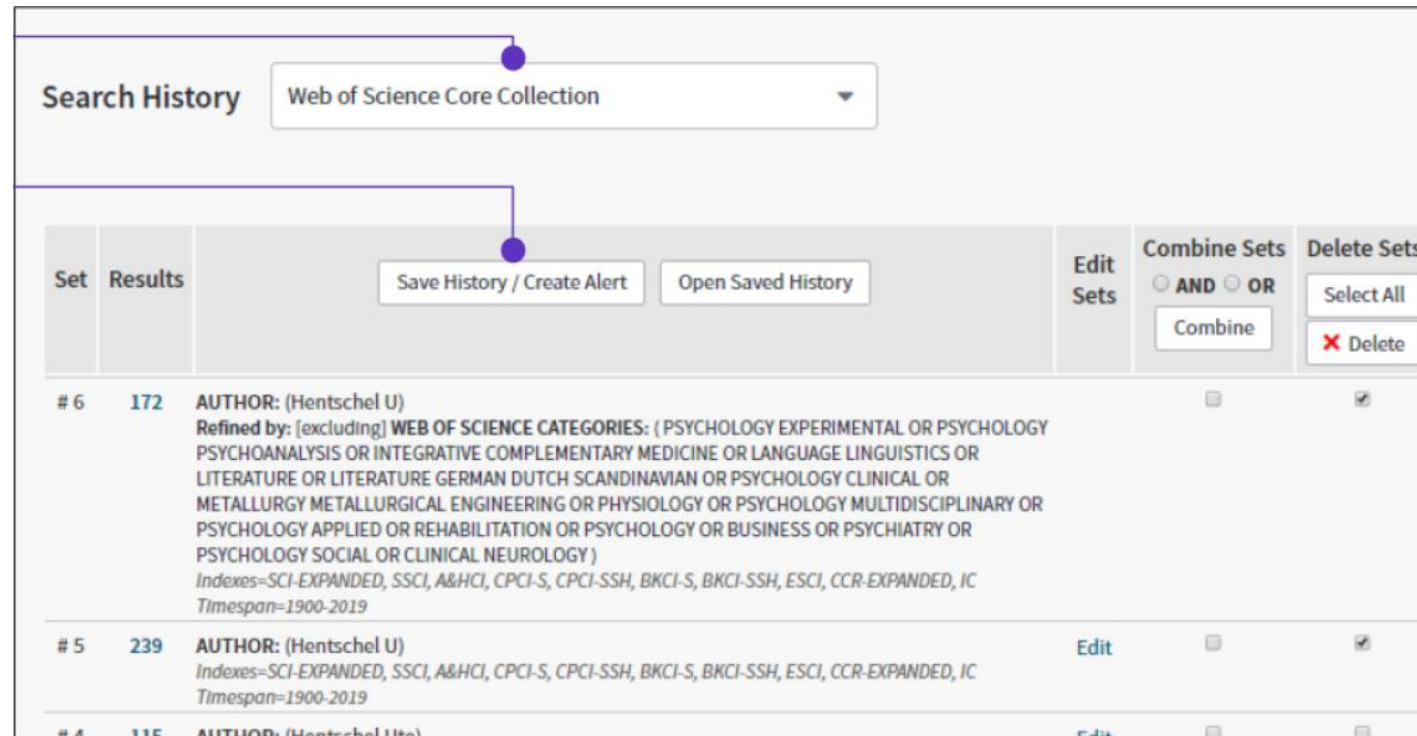 Search History
Web of Science Core Collection
Set
Results
Save History / Create Alert
Open Saved History
Edit
Sets
Combine Sets
AND OR
Combine
Delete Sets
Select All
Delete
# 6
172
AUTHOR: (Hentschel U)
Refined by: [excluding] WEB OF SCIENCE CATEGORIES: ( PSYCHOLOGY EXPERIMENTAL OR PSYCHOLOGY
PSYCHOANALYSIS OR INTEGRATIVE COMPLEMENTARY MEDICINE OR LANGUAGE LINGUISTICS OR
LITERATURE OR LITERATURE GERMAN DUTCH SCANDINAVIAN OR PSYCHOLOGY CLINICAL OR
METALLURGY METALLURGICAL ENGINEERING OR PHYSIOLOGY OR PSYCHOLOGY MULTIDISCIPLINARY OR
PSYCHOLOGY APPLIED OR REHABILITATION OR PSYCHOLOGY OR BUSINESS OR PSYCHIATRY OR
PSYCHOLOGY SOCIAL OR CLINICAL NEUROLOGY )
Indexes=SCI-EXPANDED, SSCI, A&HCI, CPCI-S, CPCI-SSH, BKCI-S, BKCI-SSH, ESCI, CCR-EXPANDED, IC
Timespan=1900-2019
# 5
239
AUTHOR: (Hentschel U)
Edit
Indexes=SCI-EXPANDED, SSCI, A&HCI, CPCI-S, CPCI-SSH, BKCI-S, BKCI-SSH, ESCI, CCR-EXPANDED, IC
Timespan=1900-2019
# 4
115
AUTHOR: (Hentschel Ute)
Edit